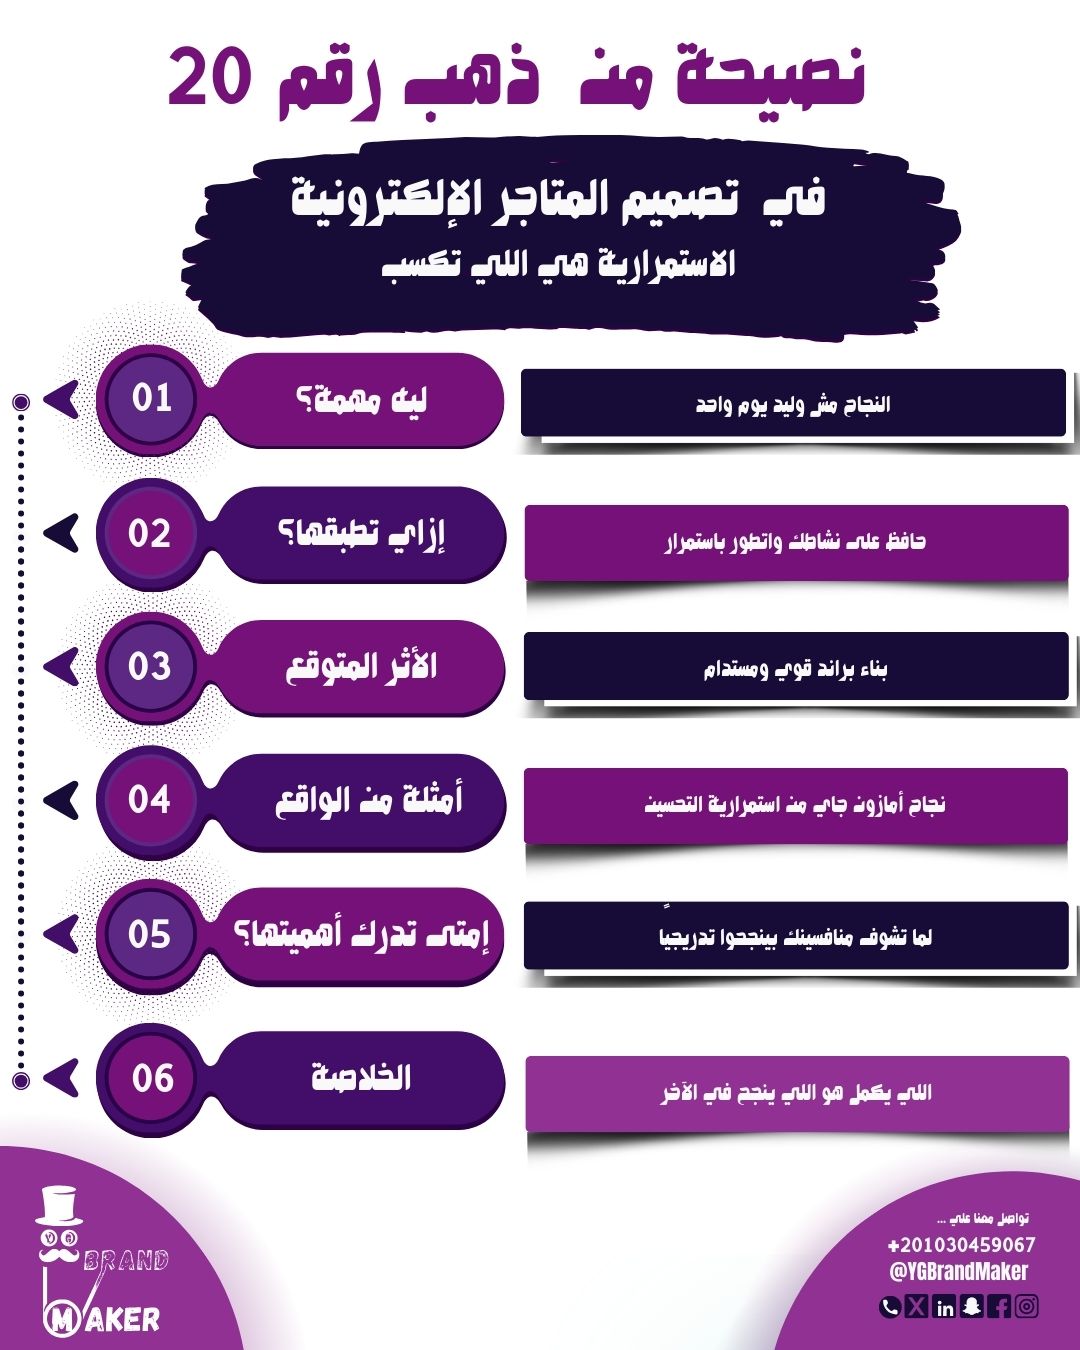 نصيحة من ذهب رقم 20
في تصميم المتاجر الإلكترونية
الاستمرارية هي اللي تكسب
01
ليه مهمة؟
النجاح مش وليد يوم واحد
02
إزاي تطبقها؟
حافظ على نشاطك واتطور باستمرار
03
الأثر المتوقع
بناء براند قوي ومستدام
04
أمثلة من الواقع
نجاح أمازون جاي من استمرارية التحسين
05
إمتى تدرك أهميتها؟
لما تشوف منافسينك بينجحوا تدريجياً
06
الخلاصة
اللي يكمل هو اللي ينجح في الآخر
BRAND
MAKER
تواصل معنا علي ...
+201030459067
@YGBrandMaker